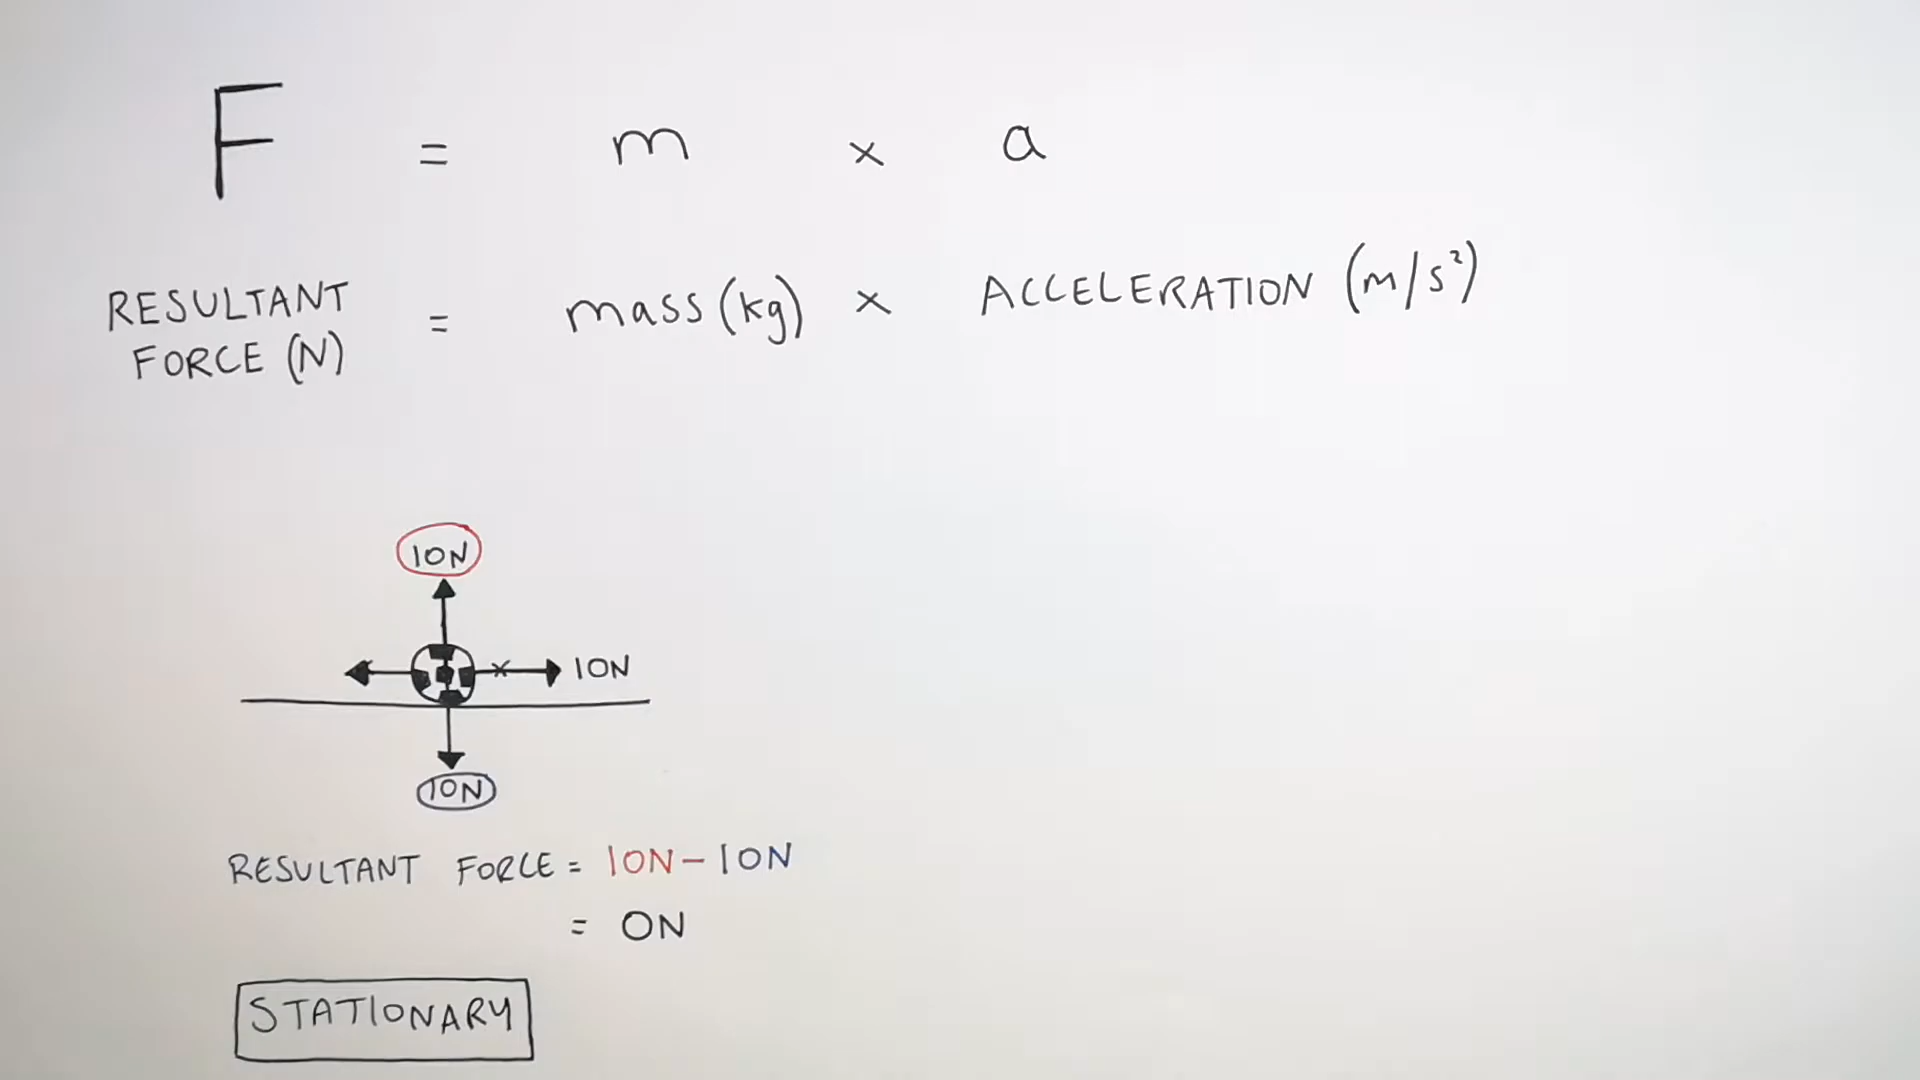 F = m × a
RESULTANT FORCE (N) = mass (kg) × ACCELERATION (m/s²)
10N
10N
10N
RESULTANT FORCE = 10N - 10N
= 0N
STATIONARY